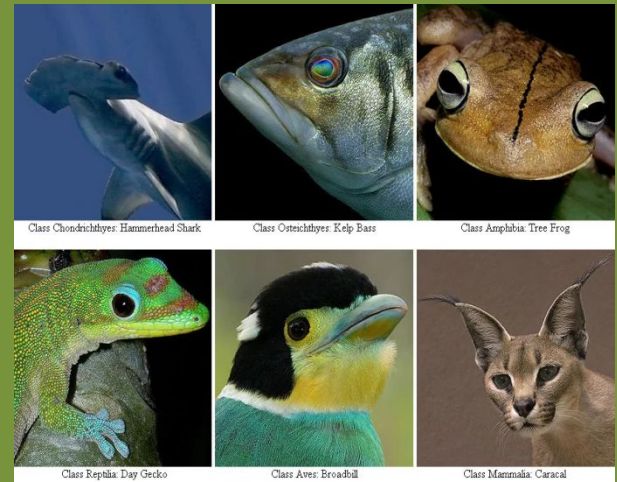 Class Chondrichthyes: Hammerhead Shark
Class Osteichthyes: Kelp Bass
Class Amphibia: Tree Frog
Class Reptilia: Day Gecko
Class Aves: Broadbill
Class Mammalia: Caracal